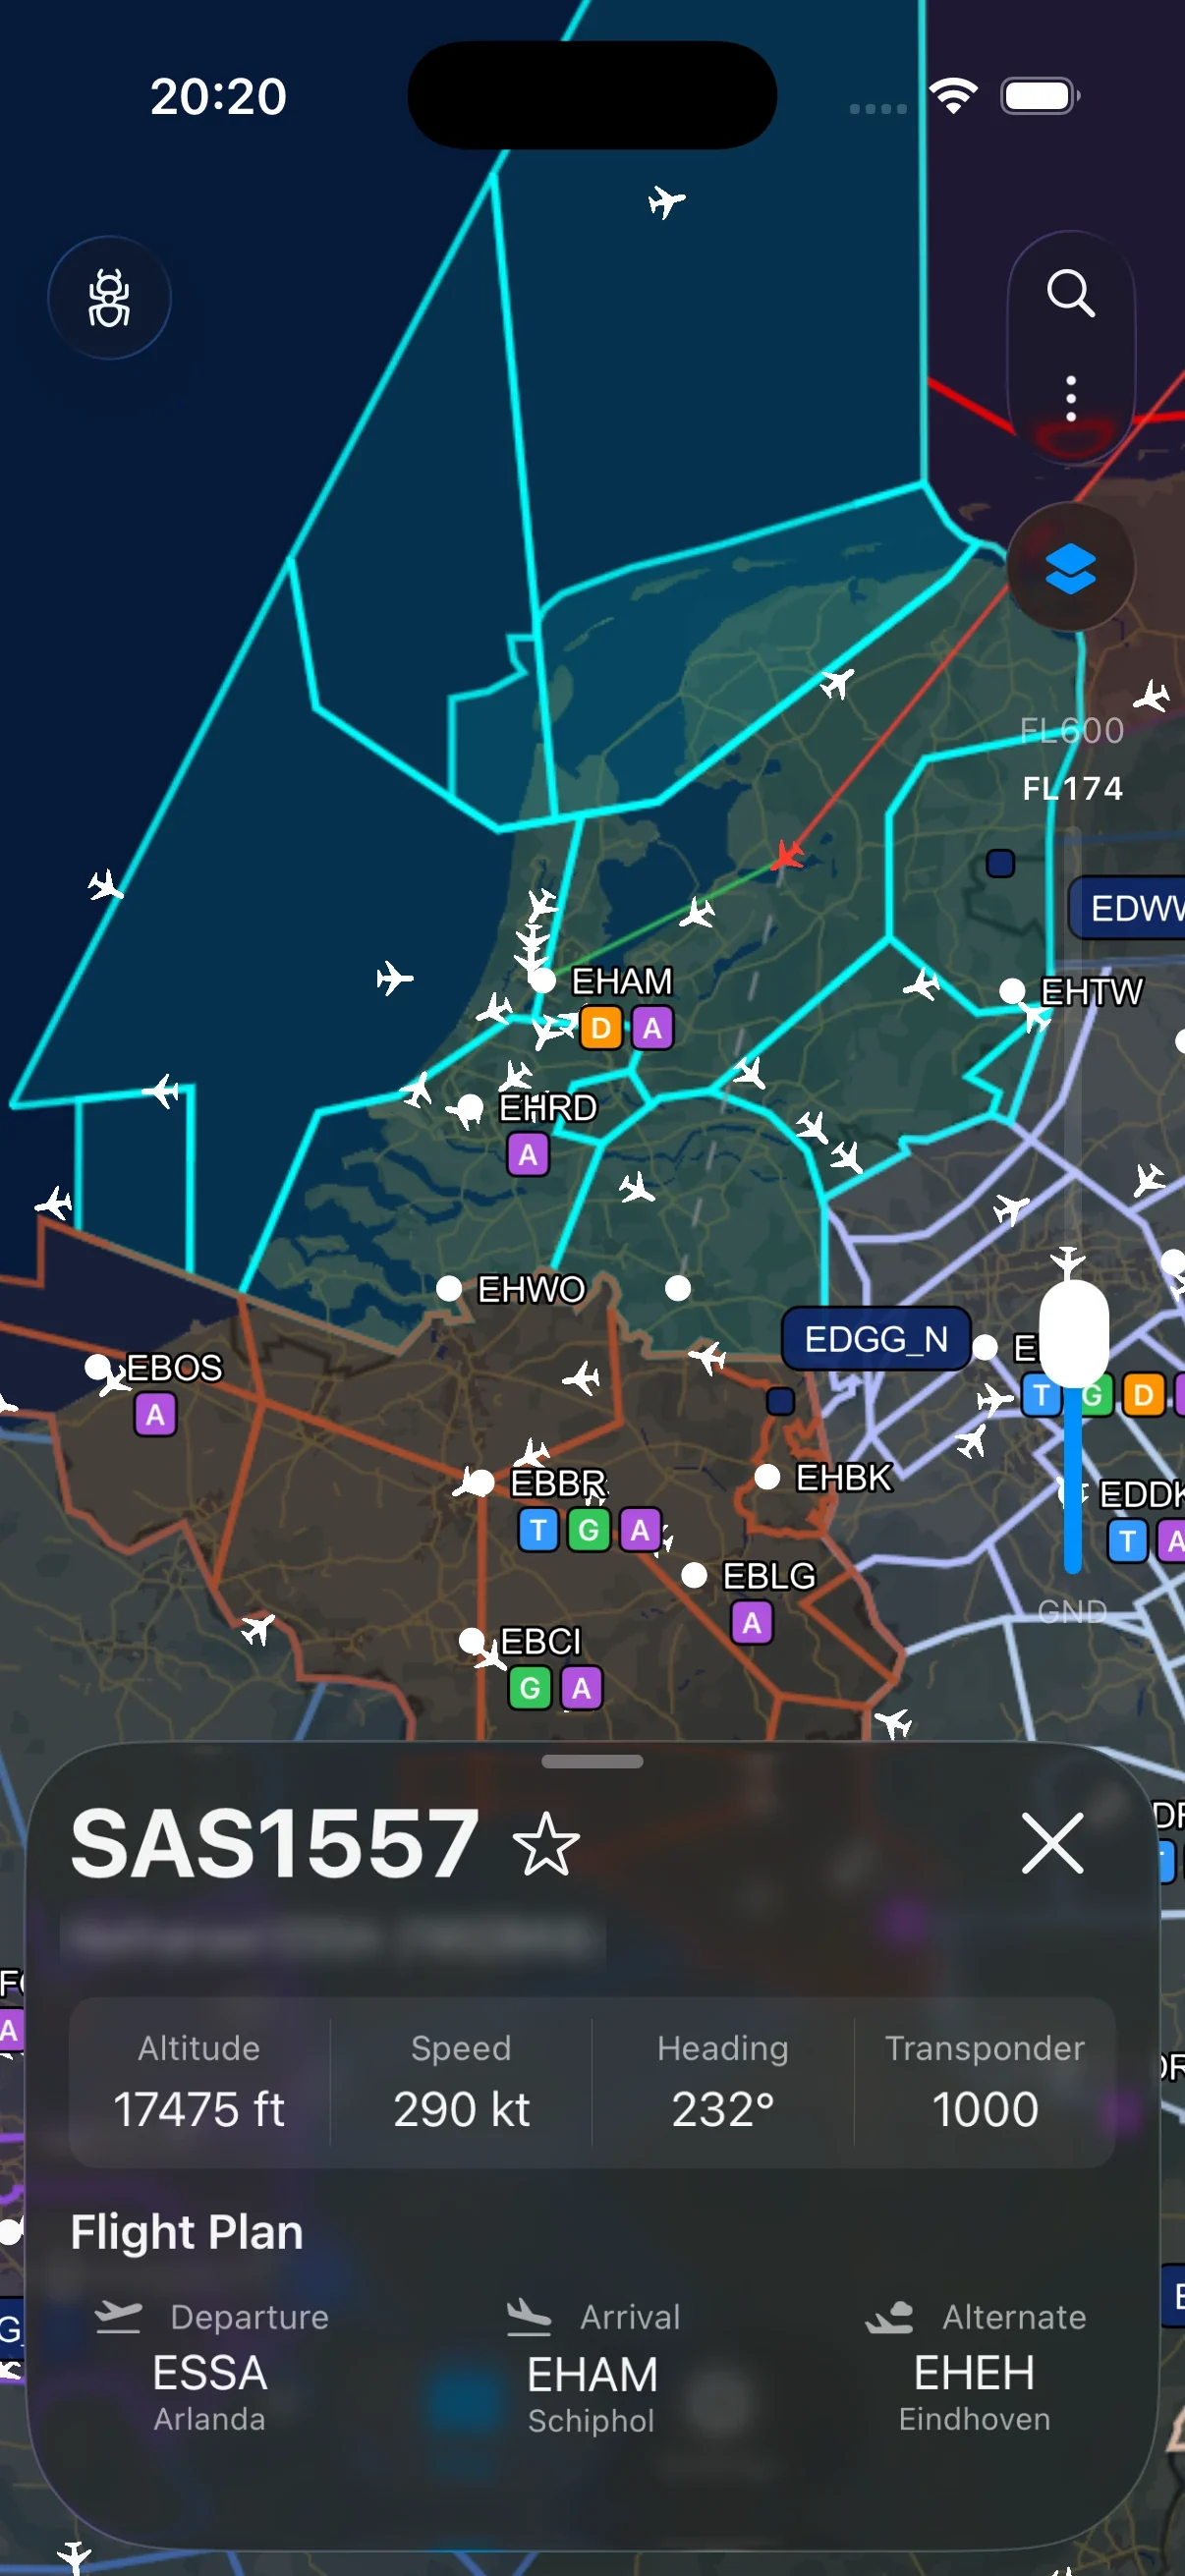 20:20
FL600
FL174
EDWW
EHAM
D A
EHTW
EHRD
A
EHWO
EDGG_N
EBOS
A
T G D
EBBR
T G A
EHBK
EDDK
T A
EBLG
A
EBCI
G A
GND
SAS1557
Altitude
17475 ft
Speed
290 kt
Heading
232°
Transponder
1000
Flight Plan
Departure
ESSA
Arlanda
Arrival
EHAM
Schiphol
Alternate
EHEH
Eindhoven
A